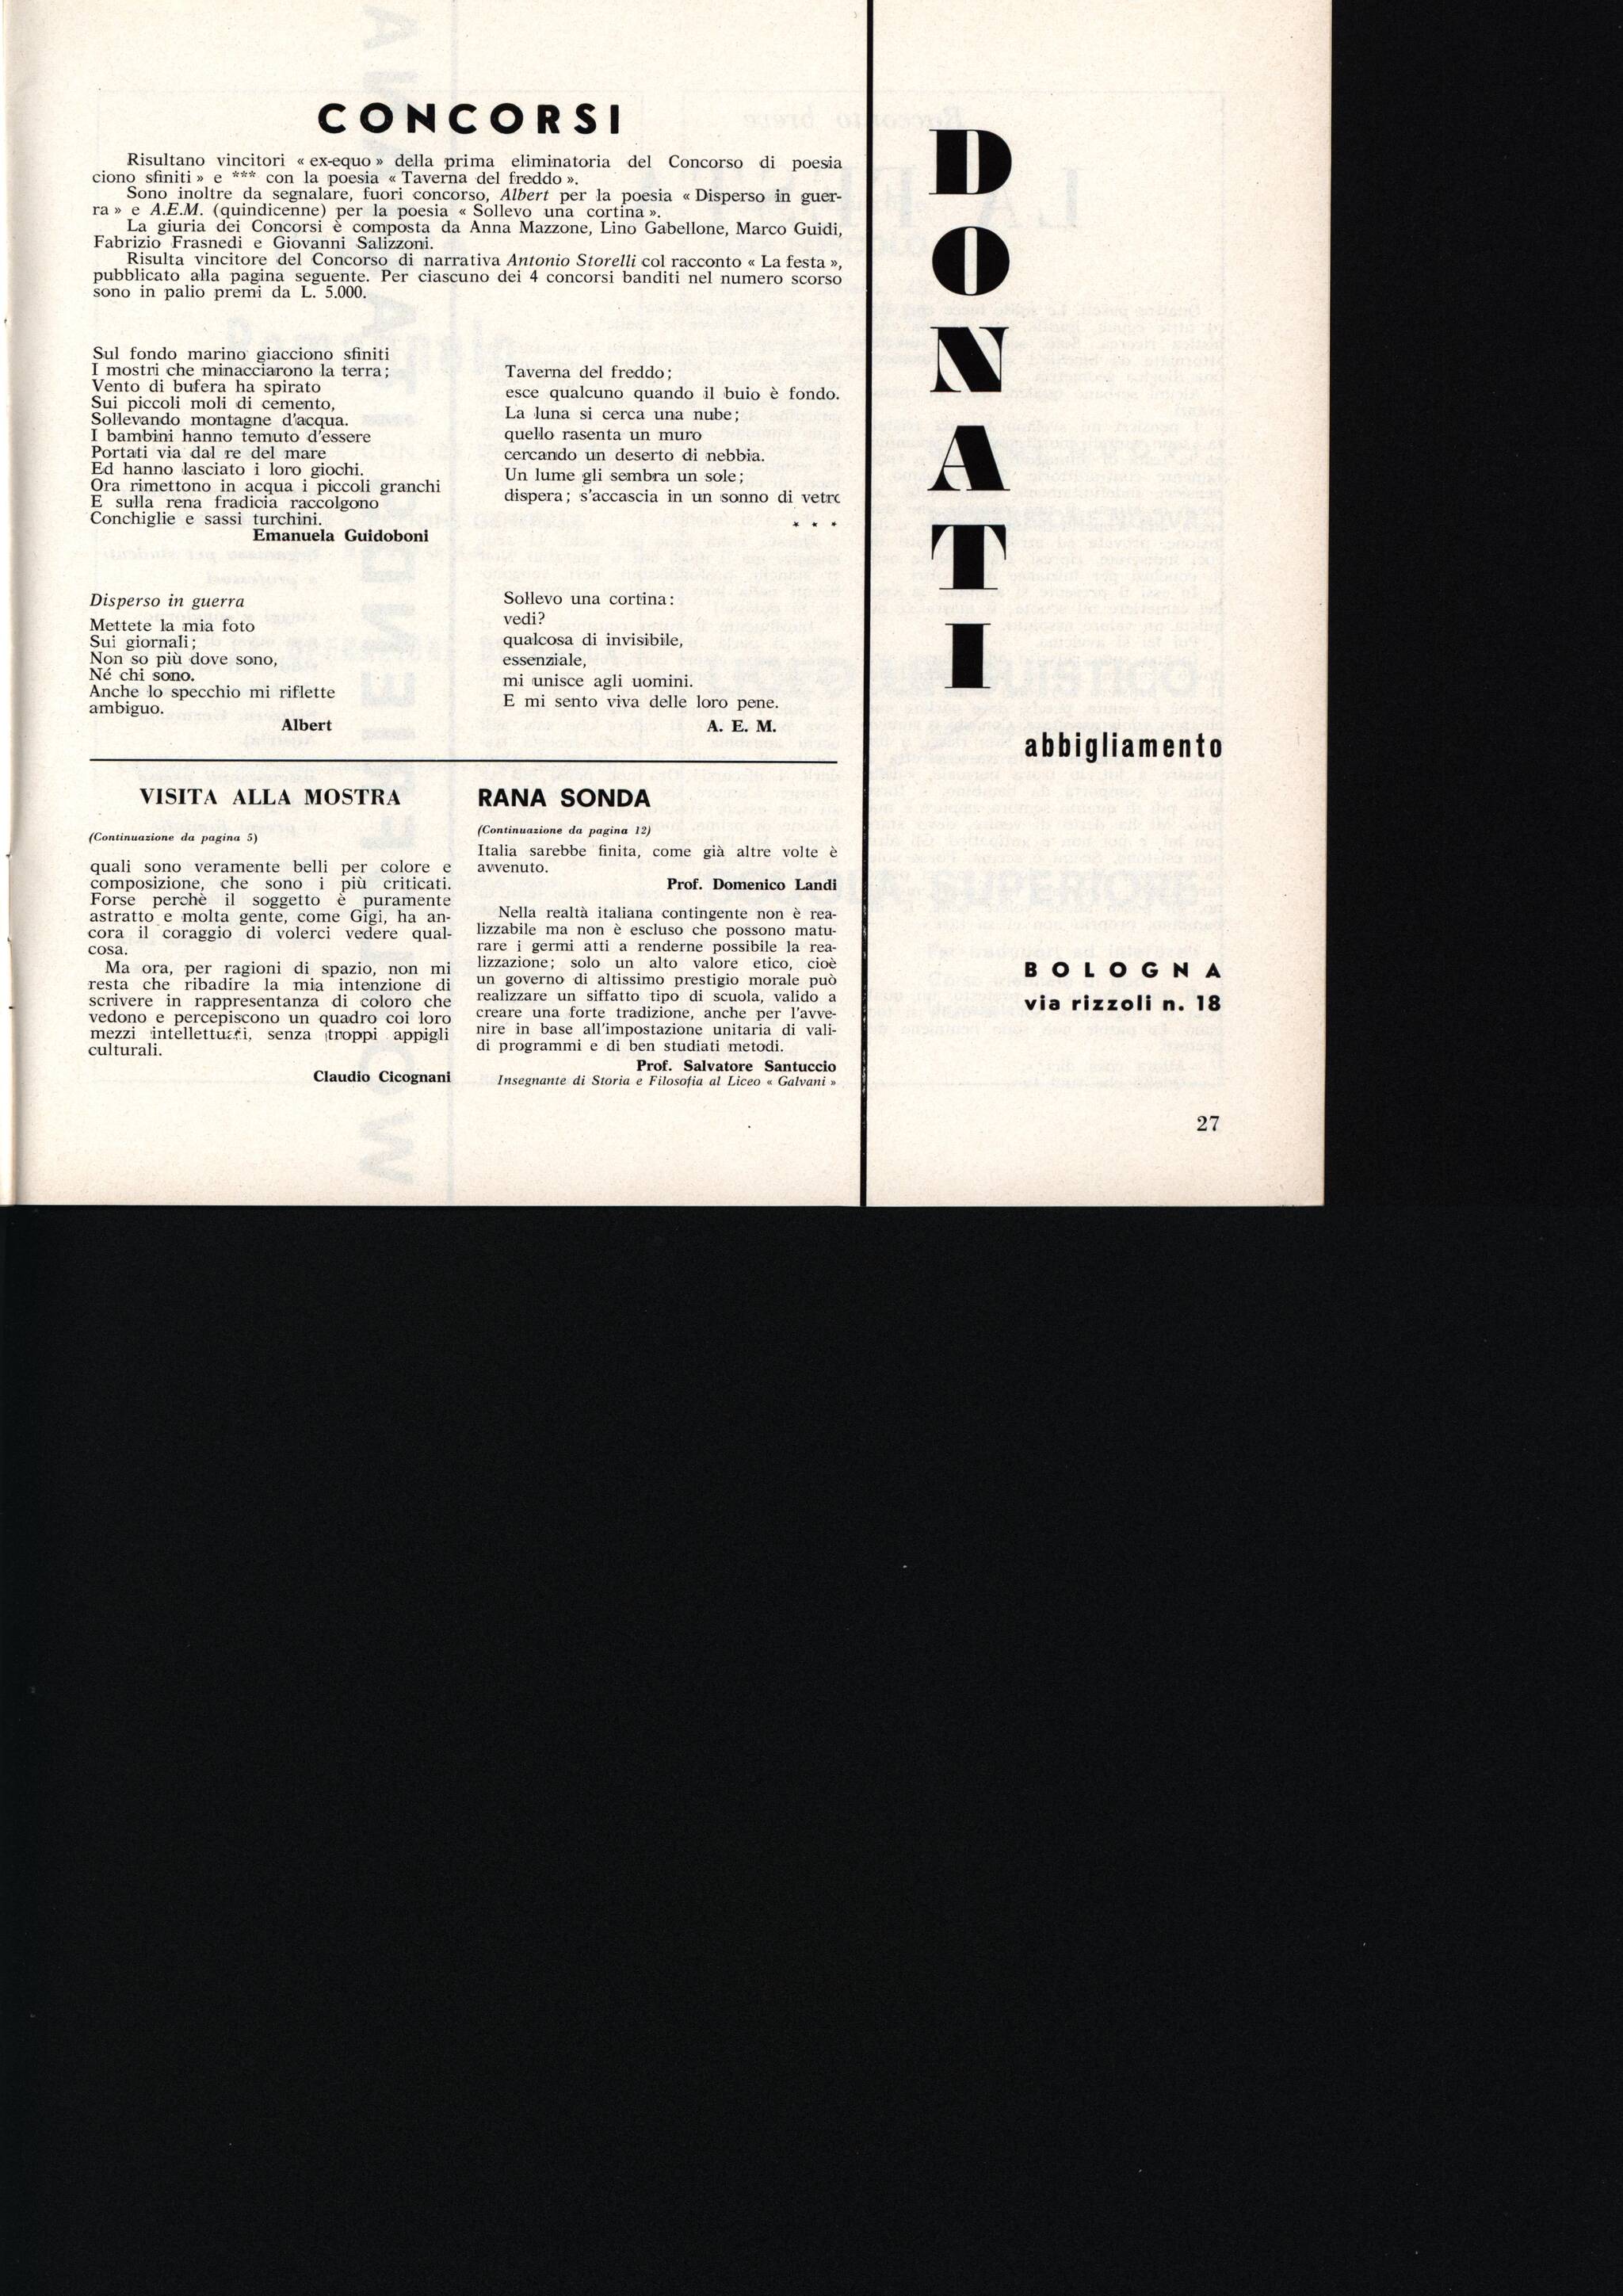 CONCORSI
Risultano vincitori « ex-equo » della prima eliminatoria del Concorso di poesia
ciono sfiniti » e *** con la poesia « Taverna del freddo ».
Sono inoltre da segnalare, fuori concorso, Albert per la poesia « Disperso in guer-
ra » e A.E.M. (quindicenne) per la poesia « Sollevo una cortina ».
La giuria dei Concorsi è composta da Anna Mazzone, Lino Gabellone, Marco Guidi,
Fabrizio Frasnedi e Giovanni Salizzoni.
Risulta vincitore del Concorso di narrativa Antonio Storelli col racconto « La festa »,
pubblicato alla pagina seguente. Per ciascuno dei 4 concorsi banditi nel numero scorso
sono in palio premi da L. 5.000.
Sul fondo marino giacciono sfiniti
I mostri che minacciarono la terra;
Vento di bufera ha spirato
Sui piccoli moli di cemento,
Sollevando montagne d'acqua.
I bambini hanno temuto d'essere
Portati via dal re del mare
Ed hanno lasciato i loro giochi.
Ora rimettono in acqua i piccoli granchi
E sulla rena fradicia raccolgono
Conchiglie e sassi turchini.
Emanuela Guidoboni
Taverna del freddo;
esce qualcuno quando il buio è fondo.
La luna si cerca una nube;
quello rasenta un muro
cercando un deserto di nebbia.
Un lume gli sembra un sole;
dispera; s'accascia in un sonno di vetro
* * *
Disperso in guerra
Mettete la mia foto
Sui giornali;
Non so più dove sono,
Né chi sono.
Anche lo specchio mi riflette
ambiguo.
Albert
Sollevo una cortina:
vedi?
qualcosa di invisibile,
essenziale,
mi unisce agli uomini.
E mi sento viva delle loro pene.
A. E. M.
VISITA ALLA MOSTRA
(Continuazione da pagina 5)
quali sono veramente belli per colore e
composizione, che sono i più criticati.
Forse perchè il soggetto è puramente
astratto e molta gente, come Gigi, ha an-
cora il coraggio di volerci vedere qual-
cosa.
Ma ora, per ragioni di spazio, non mi
resta che ribadire la mia intenzione di
scrivere in rappresentanza di coloro che
vedono e percepiscono un quadro coi loro
mezzi senza troppi appigli
culturali.
Claudio Cicognani
RANA SONDA
(Continuazione da pagina 12)
Italia sarebbe finita, come già altre volte è
avvenuto.
Prof. Domenico Landi
Nella realtà italiana contingente non è rea-
lizzabile ma non è escluso che possono matu-
rare i germi atti a renderne possibile la rea-
lizzazione; solo un alto valore etico, cioè
un governo di altissimo prestigio morale può
realizzare un siffatto tipo di scuola, valido a
creare una forte tradizione, anche per l'avve-
nire in base all'impostazione unitaria di vali-
di programmi e di ben studiati metodi.
Prof. Salvatore Santuccio
Insegnante di Storia e Filosofia al Liceo « Galvani »
DONATI
abbigliamento
BOLOGNA
via rizzoli n. 18
27